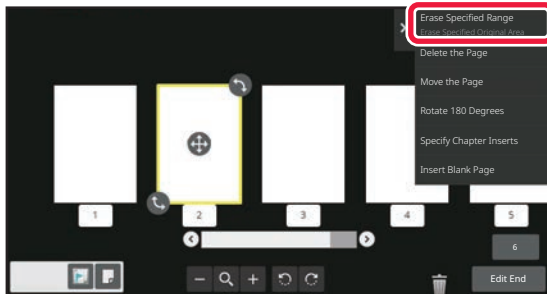 Erase Specified Range
Erase Specified Original Area
Delete the Page
Move the Page
Rotate 180 Degrees
Specify Chapter Inserts
Insert Blank Page
1
2
3
4
5
6
Edit End